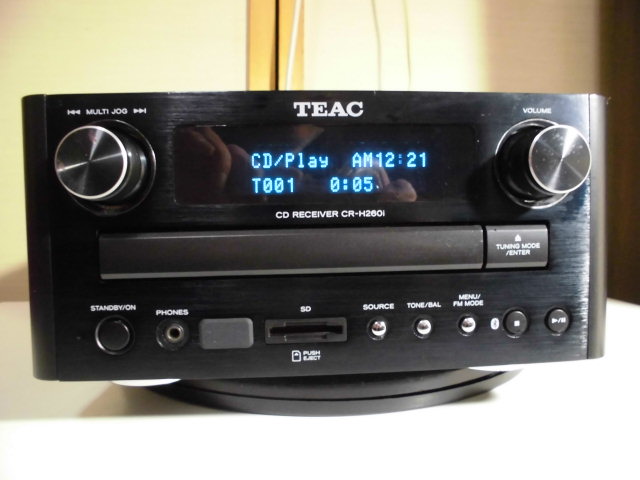 TEAC
MULTI JOG
VOLUME
CD/Play AM12:21
T001 0:05
CD RECEIVER CR-H260i
TUNING MODE
/ENTER
STANDBY/ON
PHONES
SD
PUSH
EJECT
SOURCE
TONE/BAL
MENU/
FM MODE